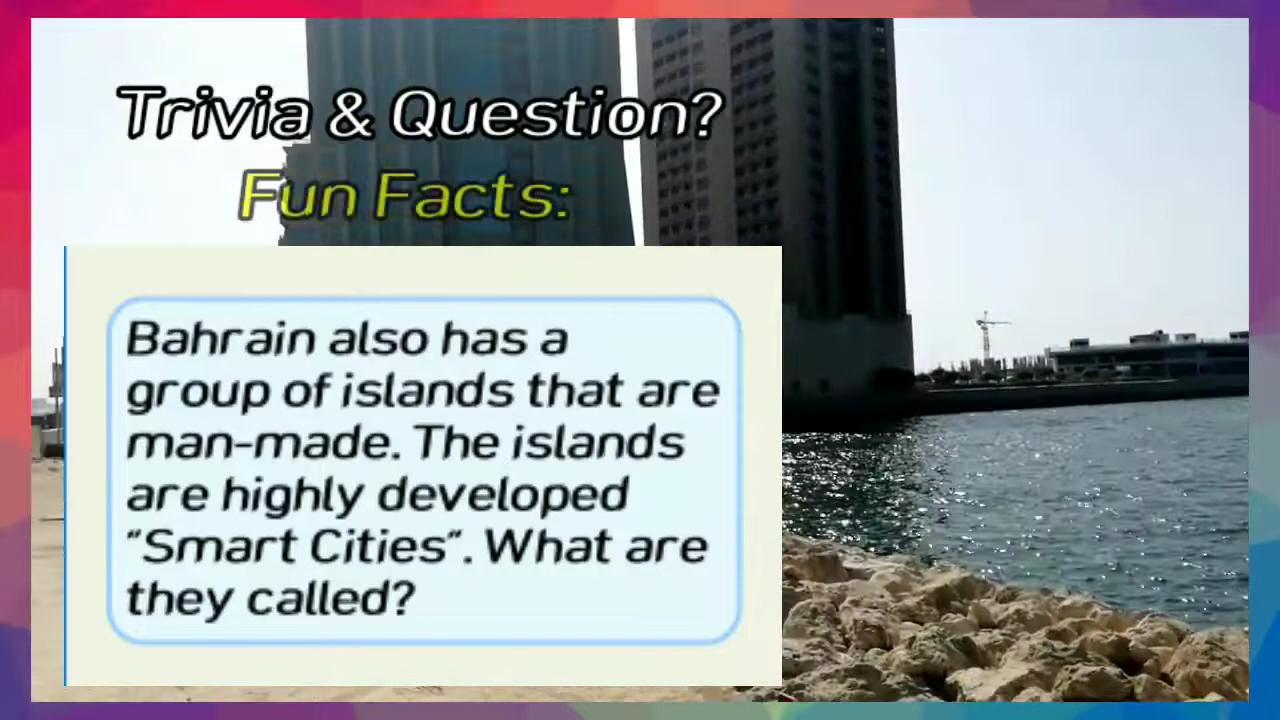 Trivia & Question?
Fun Facts:
Bahrain also has a
group of islands that are
man-made. The islands
are highly developed
"Smart Cities". What are
they called?